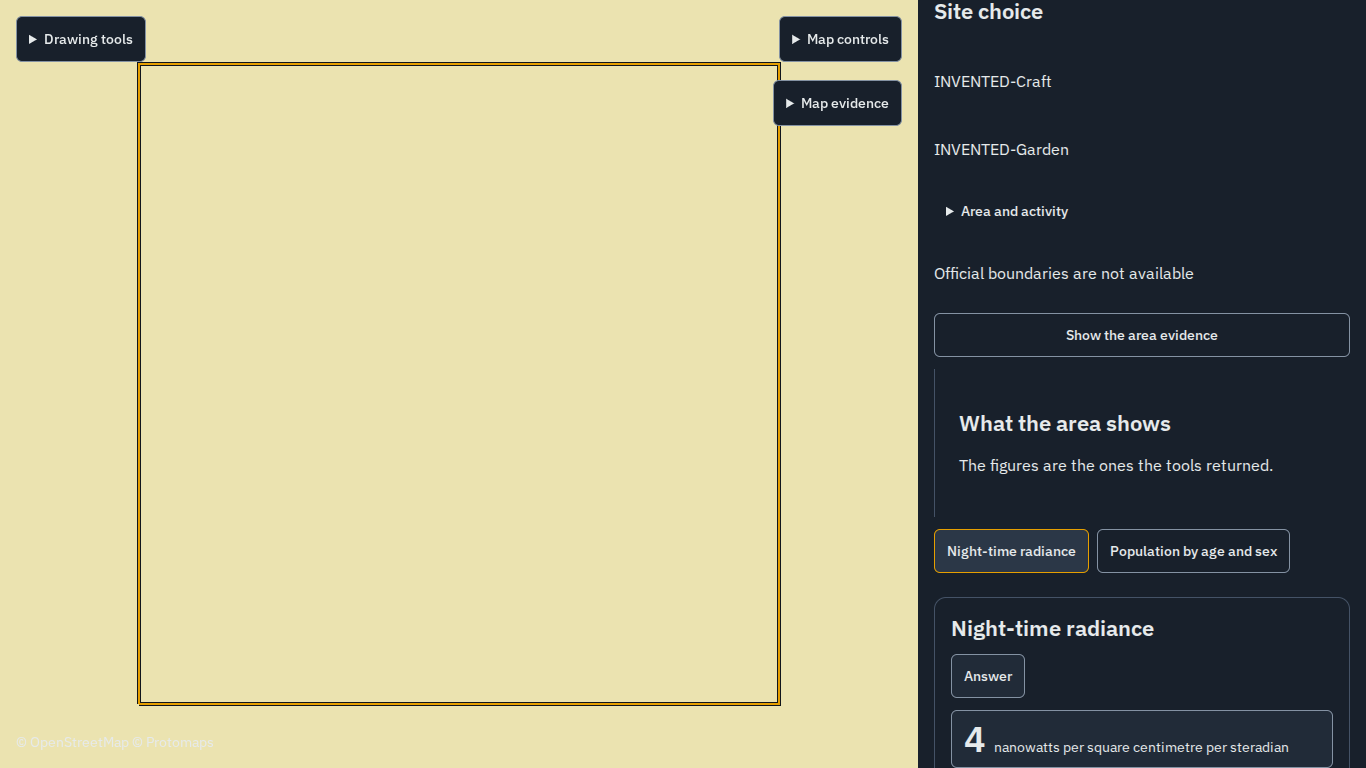 Drawing tools
Map controls
Map evidence
© OpenStreetMap © Protomaps
Site choice
INVENTED-Craft
INVENTED-Garden
Area and activity
Official boundaries are not available
Show the area evidence
What the area shows
The figures are the ones the tools returned.
Night-time radiance
Population by age and sex
Night-time radiance
Answer
4 nanowatts per square centimetre per steradian